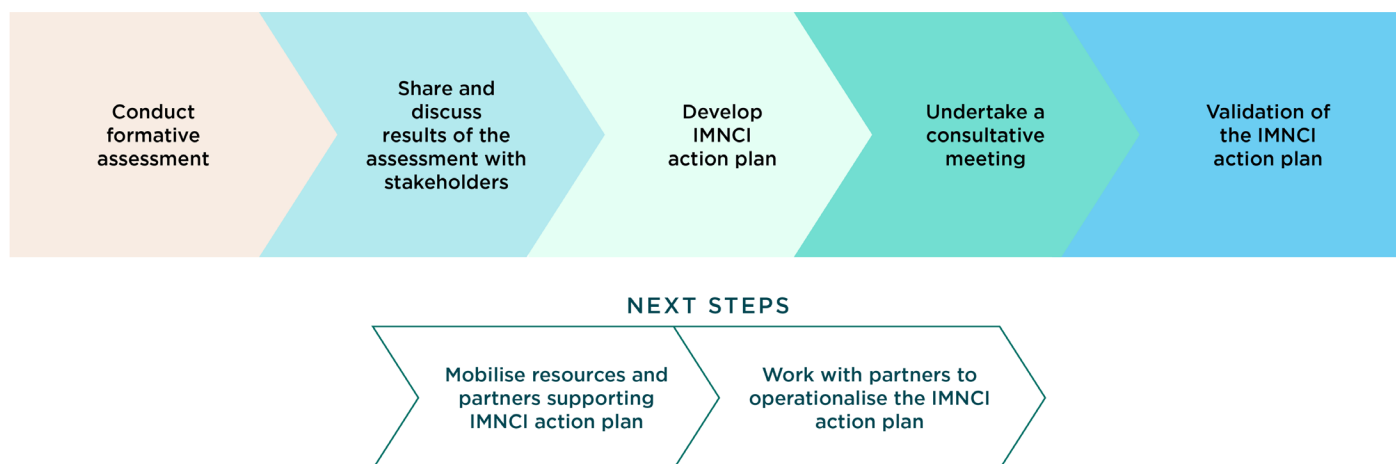 Conduct
formative
assessment
Share and
discuss
results of the
assessment with
stakeholders
Develop
IMNCI
action plan
Undertake a
consultative
meeting
Validation of
the IMNCI
action plan
NEXT STEPS
Mobilise resources and
partners supporting
IMNCI action plan
Work with partners to
operationalise the IMNCI
action plan